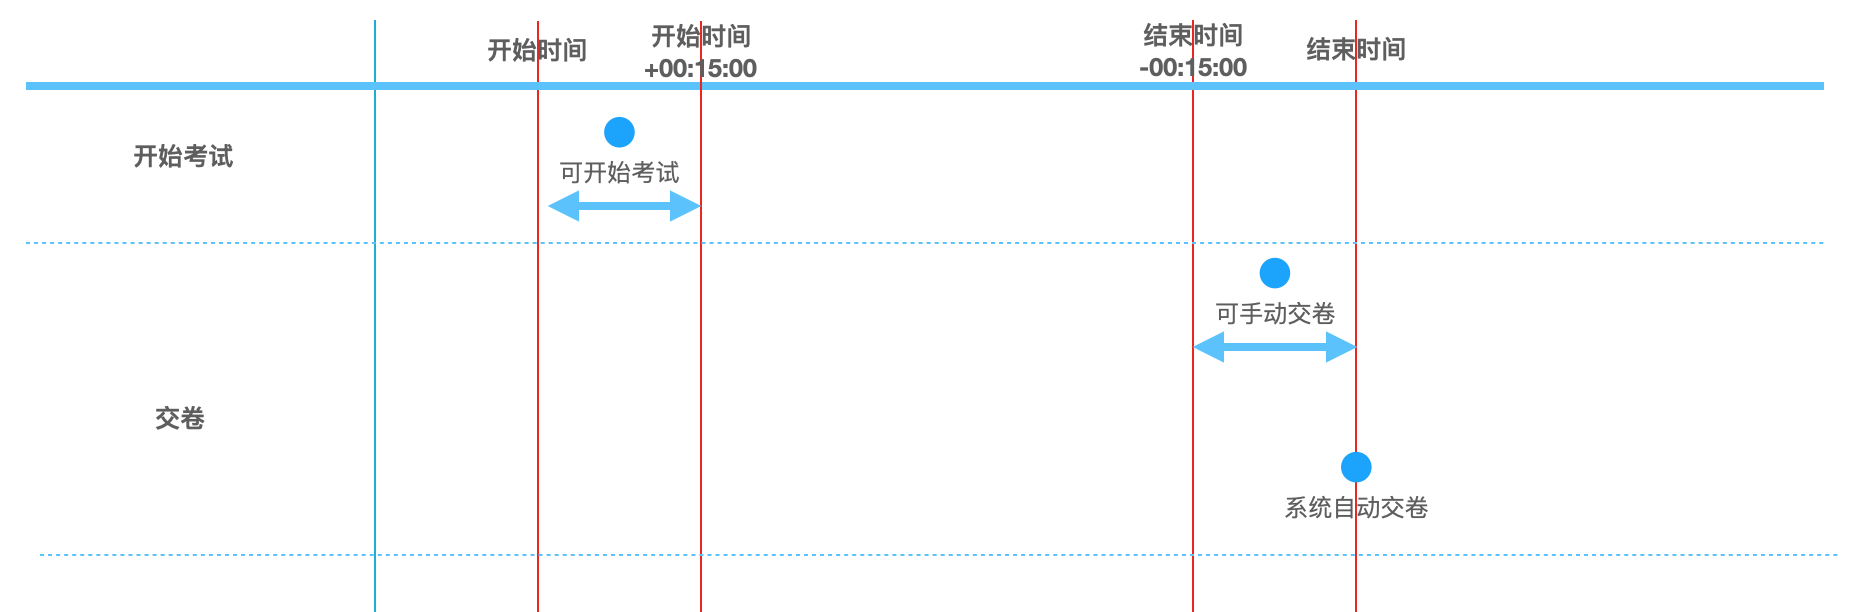 开始时间
开始时间
+00:15:00
结束时间
-00:15:00
结束时间
开始考试
可开始考试
可手动交卷
交卷
系统自动交卷